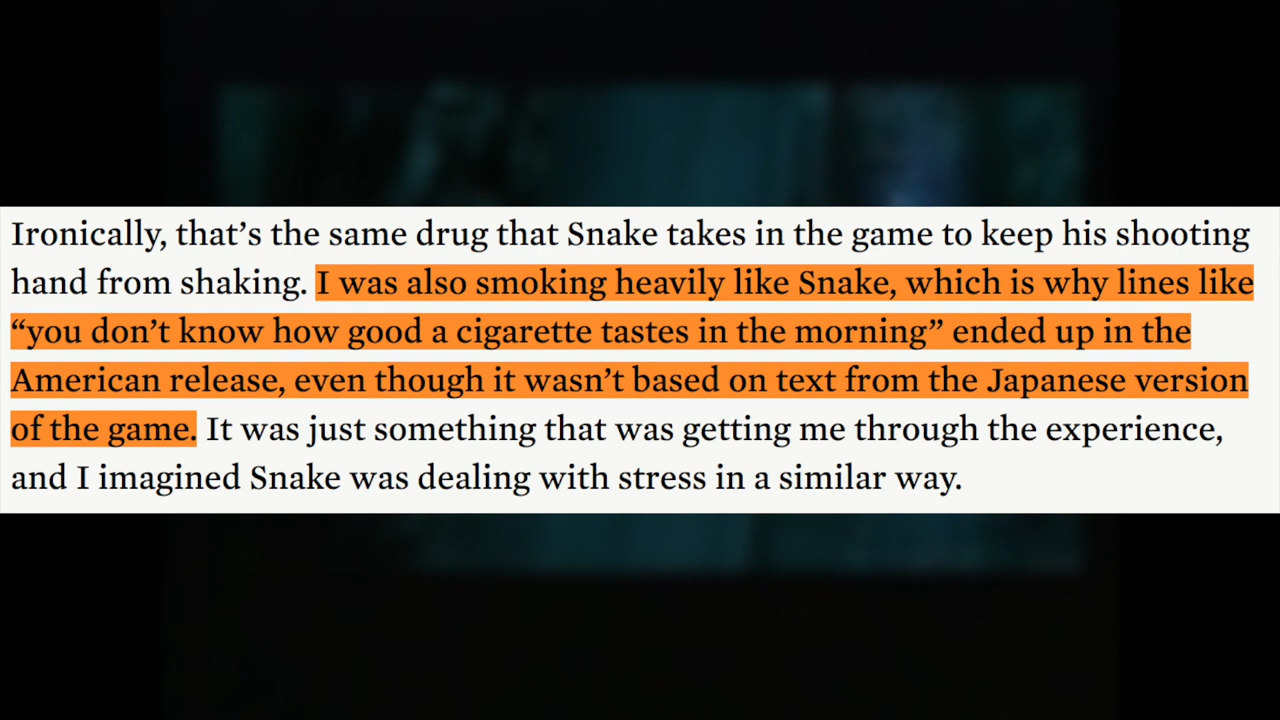 Ironically, that’s the same drug that Snake takes in the game to keep his shooting
hand from shaking. I was also smoking heavily like Snake, which is why lines like
“you don’t know how good a cigarette tastes in the morning” ended up in the
American release, even though it wasn’t based on text from the Japanese version
of the game. It was just something that was getting me through the experience,
and I imagined Snake was dealing with stress in a similar way.